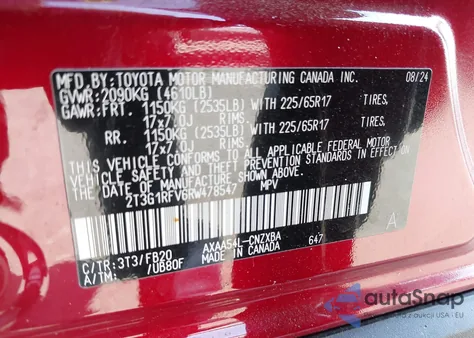 MFD. BY: TOYOTA MOTOR MANUFACTURING CANADA INC. 08/24
GVWR: 2090KG (4610LB)
GAWR: FRT. 1150KG (2535LB) WITH 225/65R17 TIRES.
17x7.0J RIMS.
RR. 1150KG (2535LB) WITH 225/65R17 TIRES.
17x7.0J RIMS.
THIS VEHICLE CONFORMS TO ALL APPLICABLE FEDERAL MOTOR
VEHICLE SAFETY AND THEFT PREVENTION STANDARDS IN EFFECT
ON THE DATE OF MANUFACTURE SHOWN ABOVE.
2T3G1RFV6RW478547 MPV
C/TR: 3T3/FB20 AXAA54L-CNZXBA 647 A
A/TM: /UB80F MADE IN CANADA
autoSnap
aukcji USA i EU